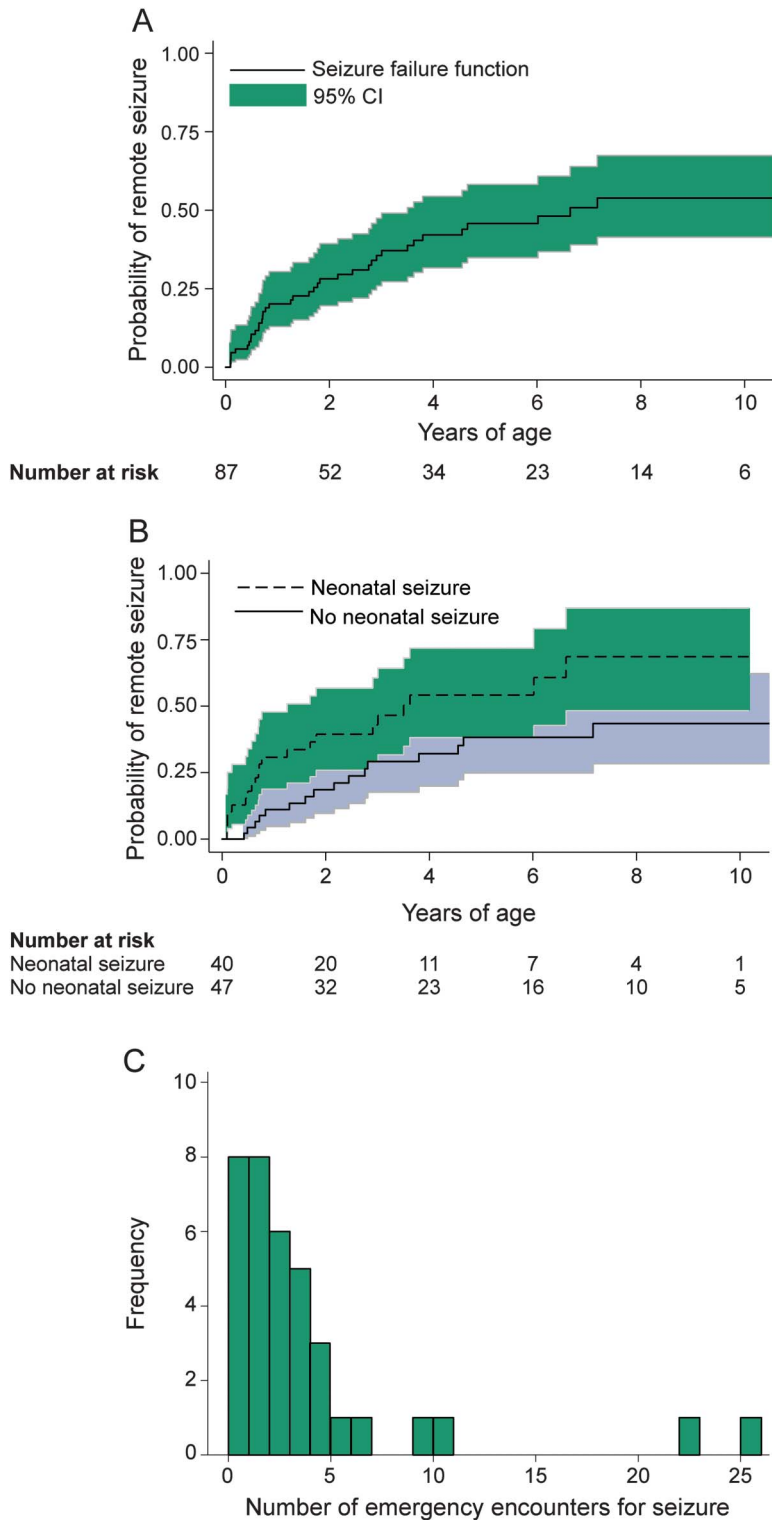 A
1.00
0.75
0.50
0.25
0.00
Probability of remote seizure
Seizure failure function
95% CI
0 2 4 6 8 10
Years of age
Number at risk 87 52 34 23 14 6
B
1.00
0.75
0.50
0.25
0.00
Probability of remote seizure
Neonatal seizure
No neonatal seizure
0 2 4 6 8 10
Years of age
Number at risk
Neonatal seizure 40 20 11 7 4 1
No neonatal seizure 47 32 23 16 10 5
C
10
8
6
4
2
0
Frequency
0 5 10 15 20 25
Number of emergency encounters for seizure